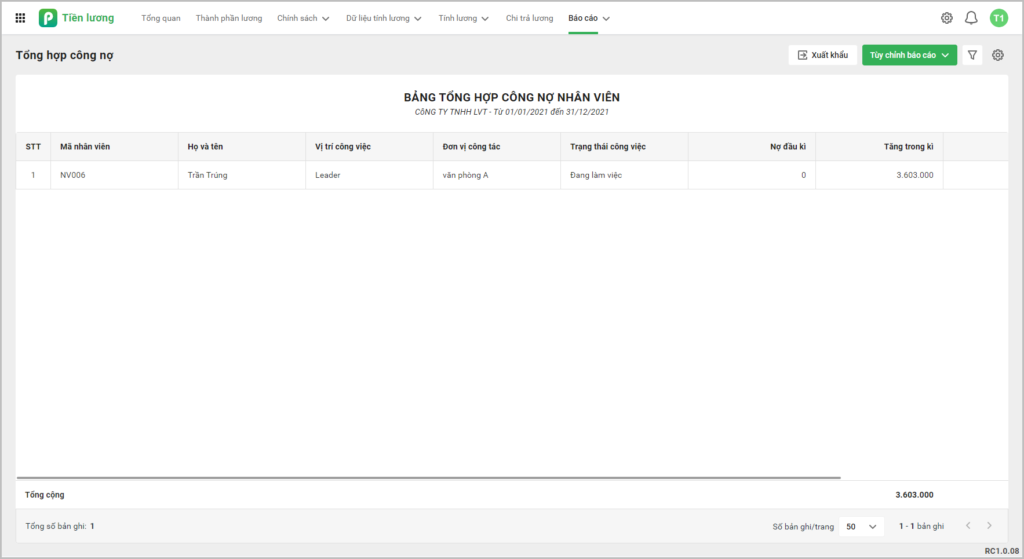 Tiền lương Tổng quan Thành phần lương Chính sách Dữ liệu tính lương Tính lương Chi trả lương Báo cáo T1
Tổng hợp công nợ Xuất khẩu Tùy chỉnh báo cáo
BẢNG TỔNG HỢP CÔNG NỢ NHÂN VIÊN
CÔNG TY TNHH LVT - Từ 01/01/2021 đến 31/12/2021
STT Mã nhân viên Họ và tên Vị trí công việc Đơn vị công tác Trạng thái công việc Nợ đầu kì Tăng trong kì
1 NV006 Trần Trúng Leader văn phòng A Đang làm việc 0 3.603.000
Tổng cộng 3.603.000
Tổng số bản ghi: 1 Số bản ghi/trang 50 1 - 1 bản ghi
RC1.0.08